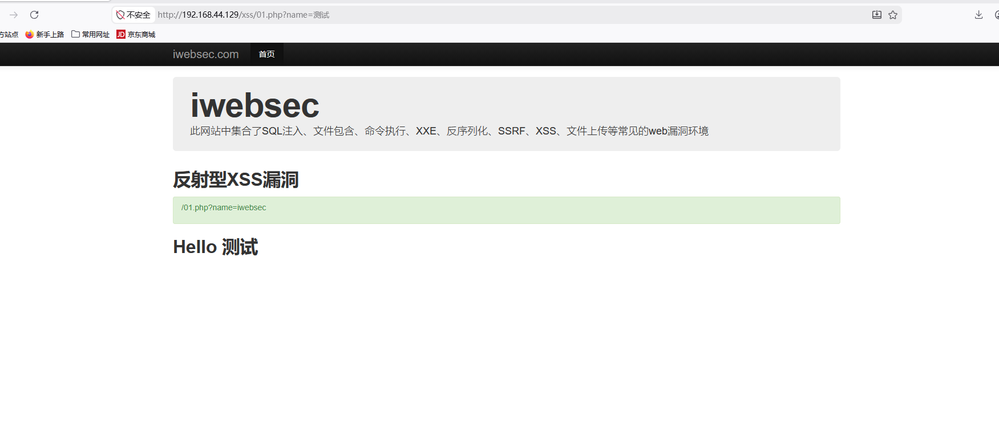 不安全 http://192.168.44.129/xss/01.php?name=测试
方站点 新手上路 常用网址 JD 京东商城
iwebsec.com 首页
iwebsec
此网站中集合了SQL注入、文件包含、命令执行、XXE、反序列化、SSRF、XSS、文件上传等常见的web漏洞环境
反射型XSS漏洞
/01.php?name=iwebsec
Hello 测试